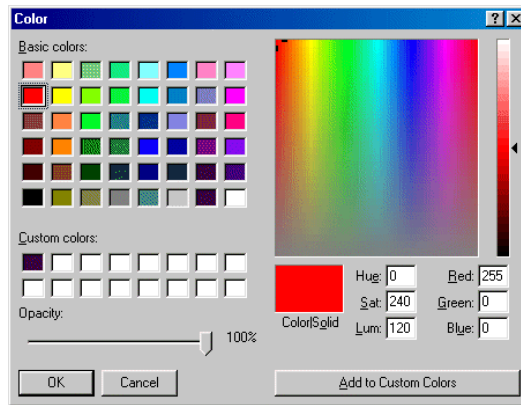 Color
Basic colors:
Custom colors:
Opacity:
100%
OK Cancel
Color|Solid
Hue: 0 Red: 255
Sat: 240 Green: 0
Lum: 120 Blue: 0
Add to Custom Colors